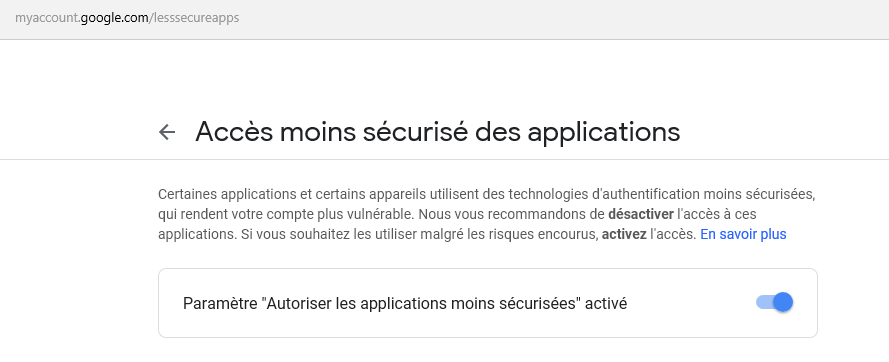 myaccount.google.com/lesssecureapps
Accès moins sécurisé des applications
Certaines applications et certains appareils utilisent des technologies d'authentification moins sécurisées,
qui rendent votre compte plus vulnérable. Nous vous recommandons de désactiver l'accès à ces
applications. Si vous souhaitez les utiliser malgré les risques encourus, activez l'accès. En savoir plus
Paramètre "Autoriser les applications moins sécurisées" activé